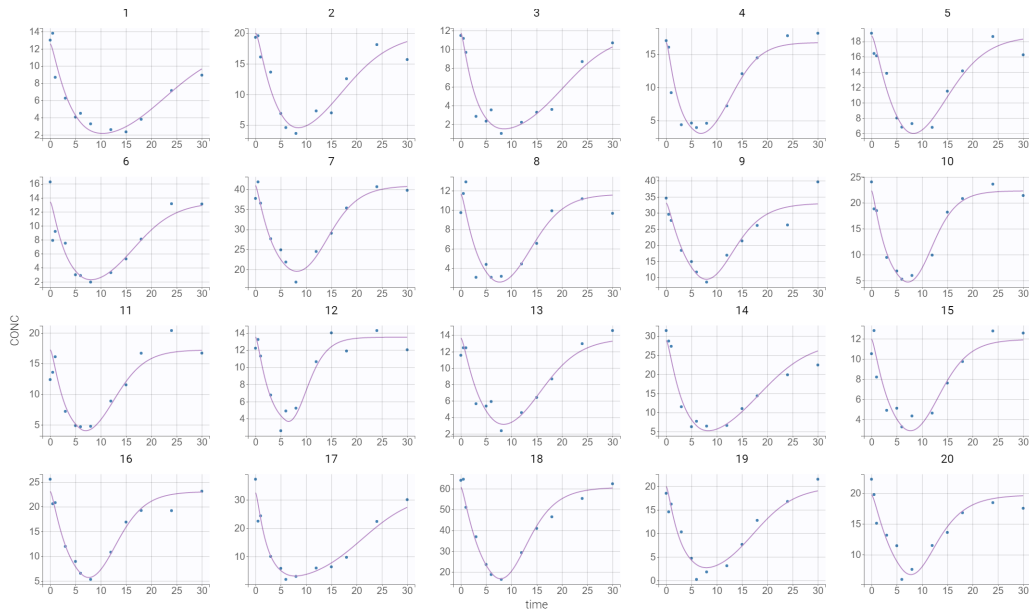 1 2 3 4 5
14 12 10 8 6 4 2
0 5 10 15 20 25 30
20 15 10 5
0 5 10 15 20 25 30
12 10 8 6 4 2
0 5 10 15 20 25 30
15 10 5
0 5 10 15 20 25 30
18 16 14 12 10 8 6
0 5 10 15 20 25 30
6 7 8 9 10
16 14 12 10 8 6 4 2
0 5 10 15 20 25 30
40 35 30 25 20
0 5 10 15 20 25 30
12 10 8 6 4
0 5 10 15 20 25 30
40 35 30 25 20 15 10
0 5 10 15 20 25 30
25 20 15 10 5
0 5 10 15 20 25 30
CONC
11 12 13 14 15
20 15 10 5
0 5 10 15 20 25 30
14 12 10 8 6 4 2
0 5 10 15 20 25 30
14 12 10 8 6 4 2
0 5 10 15 20 25 30
30 25 20 15 10 5
0 5 10 15 20 25 30
12 10 8 6 4
0 5 10 15 20 25 30
16 17 18 19 20
25 20 15 10 5
0 5 10 15 20 25 30
30 20 10
0 5 10 15 20 25 30
60 50 40 30 20
0 5 10 15 20 25 30
20 15 10 5 0
0 5 10 15 20 25 30
20 15 10
0 5 10 15 20 25 30
time